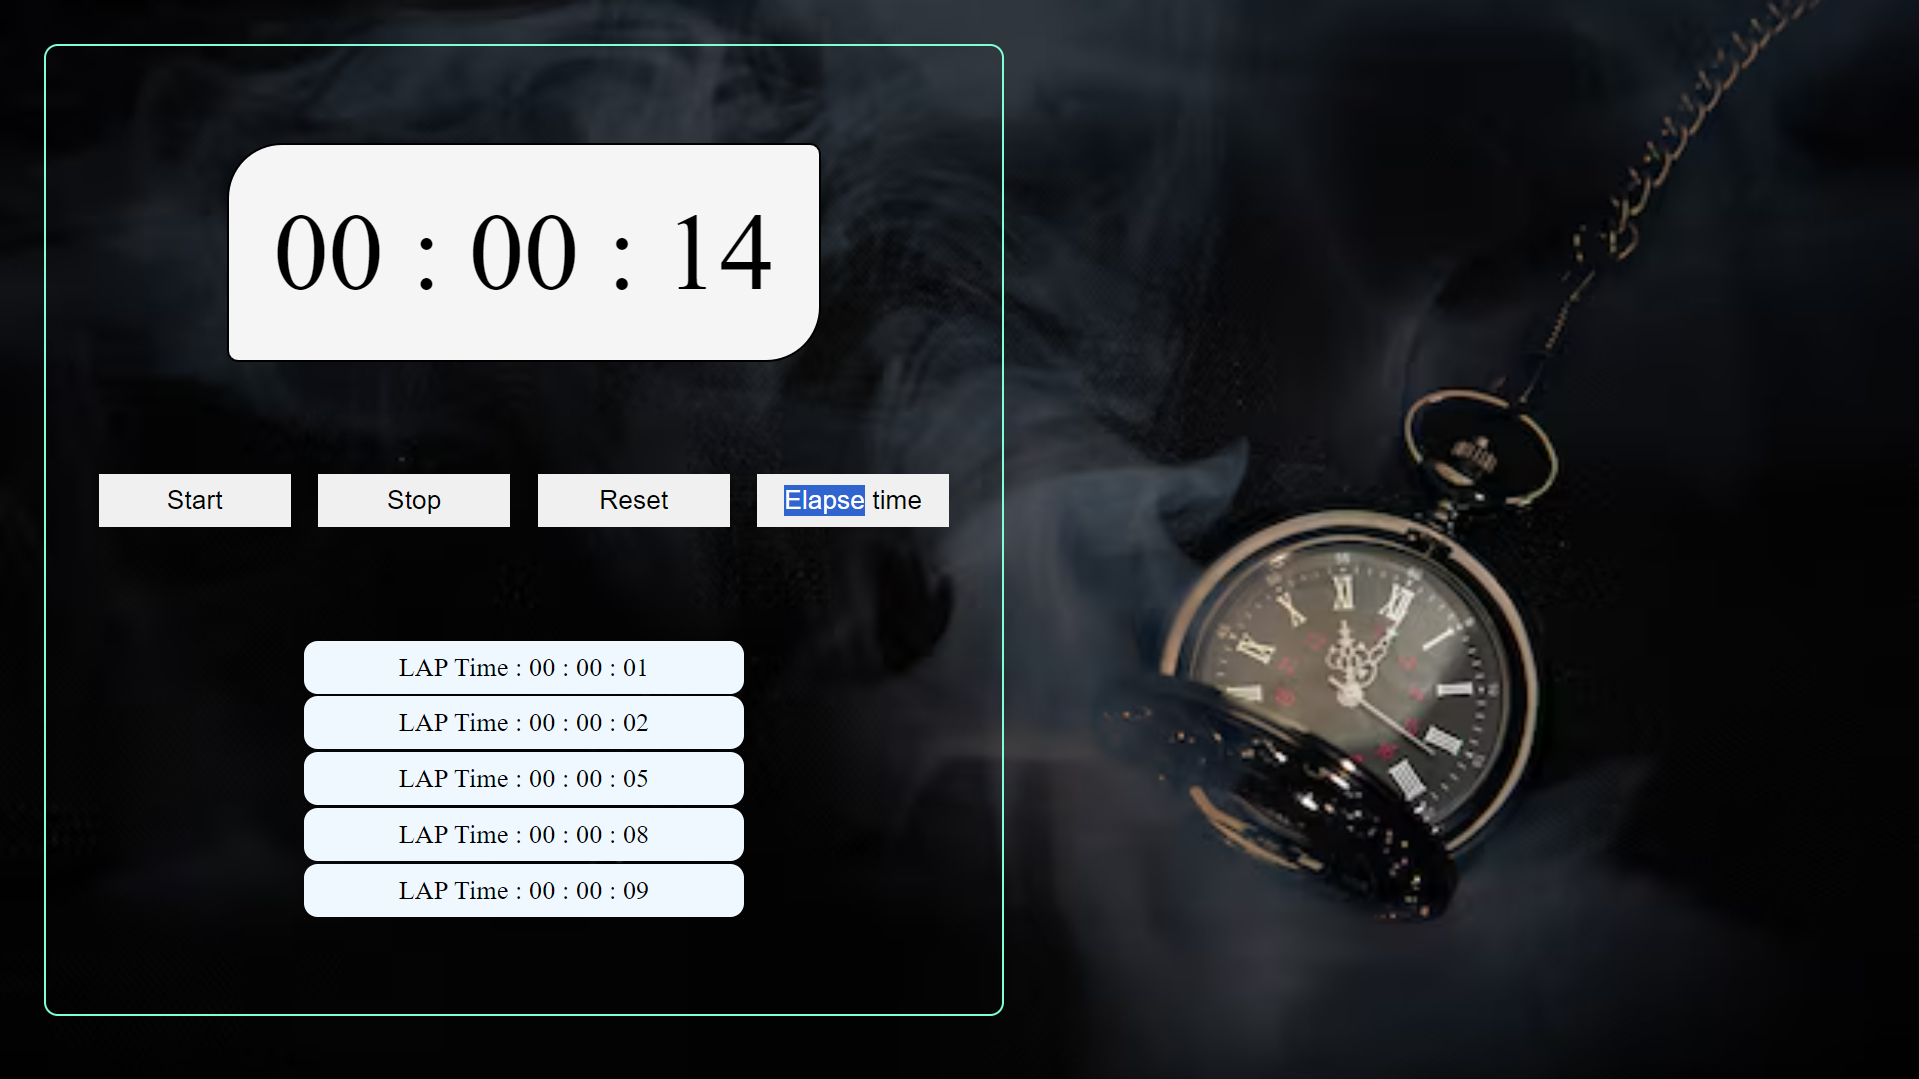 00 : 00 : 14
Start
Stop
Reset
Elapse time
LAP Time : 00 : 00 : 01
LAP Time : 00 : 00 : 02
LAP Time : 00 : 00 : 05
LAP Time : 00 : 00 : 08
LAP Time : 00 : 00 : 09